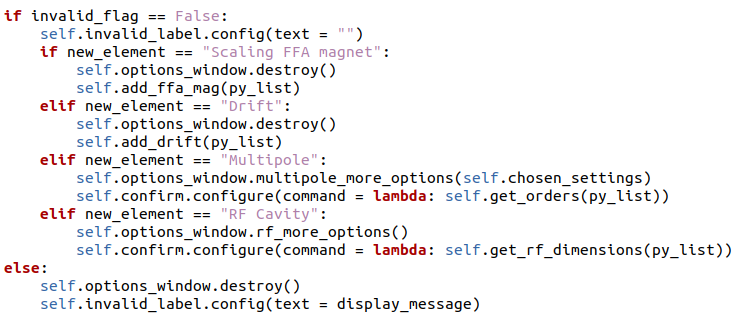 if invalid_flag == False:
    self.invalid_label.config(text = "")
    if new_element == "Scaling FFA magnet":
        self.options_window.destroy()
        self.add_ffa_mag(py_list)
    elif new_element == "Drift":
        self.options_window.destroy()
        self.add_drift(py_list)
    elif new_element == "Multipole":
        self.options_window.multipole_more_options(self.chosen_settings)
        self.confirm.configure(command = lambda: self.get_orders(py_list))
    elif new_element == "RF Cavity":
        self.options_window.rf_more_options()
        self.confirm.configure(command = lambda: self.get_rf_dimensions(py_list))
else:
    self.options_window.destroy()
    self.invalid_label.config(text = display_message)